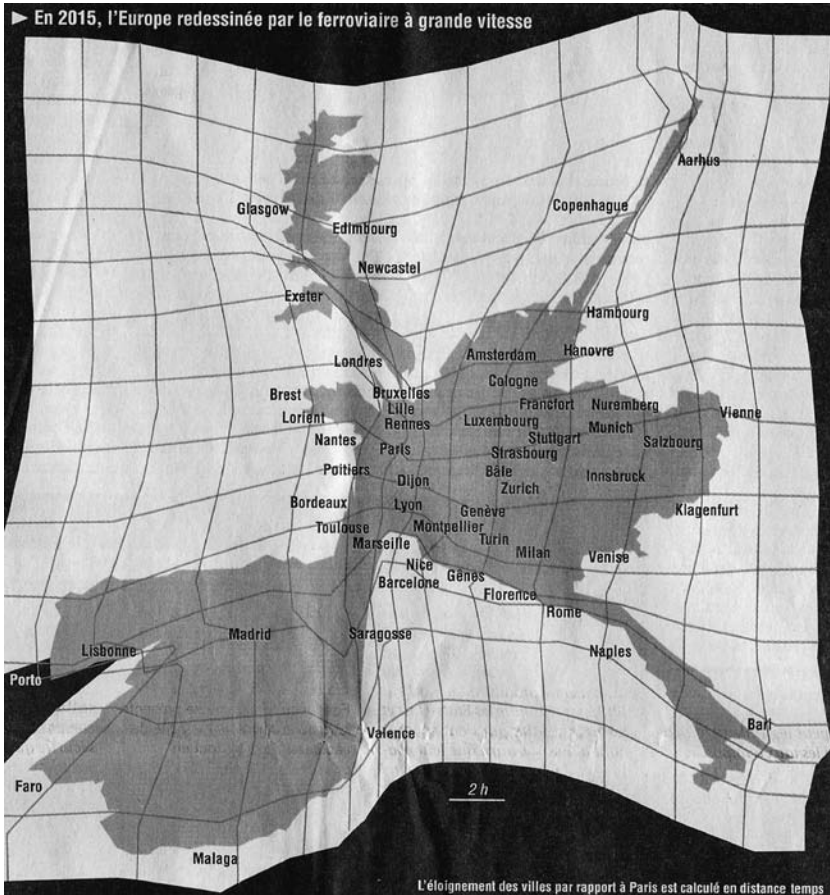 ► En 2015, l'Europe redessinée par le ferroviaire à grande vitesse
Aarhus
Copenhague
Glasgow
Edimbourg
Newcastel
Exeter
Hambourg
Hanovre
Londres
Amsterdam
Cologne
Brest
Bruxelles
Lille
Francfort
Nuremberg
Vienne
Lorient
Rennes
Luxembourg
Stuttgart
Munich
Salzbourg
Nantes
Paris
Strasbourg
Poitiers
Dijon
Bâle
Zurich
Innsbruck
Bordeaux
Lyon
Genève
Klagenfurt
Toulouse
Montpellier
Marseille
Turin
Milan
Venise
Nice
Barcelone
Gênes
Florence
Rome
Lisbonne
Madrid
Saragosse
Naples
Porto
Valence
Bari
Faro
2 h
Malaga
L'éloignement des villes par rapport à Paris est calculé en distance temps